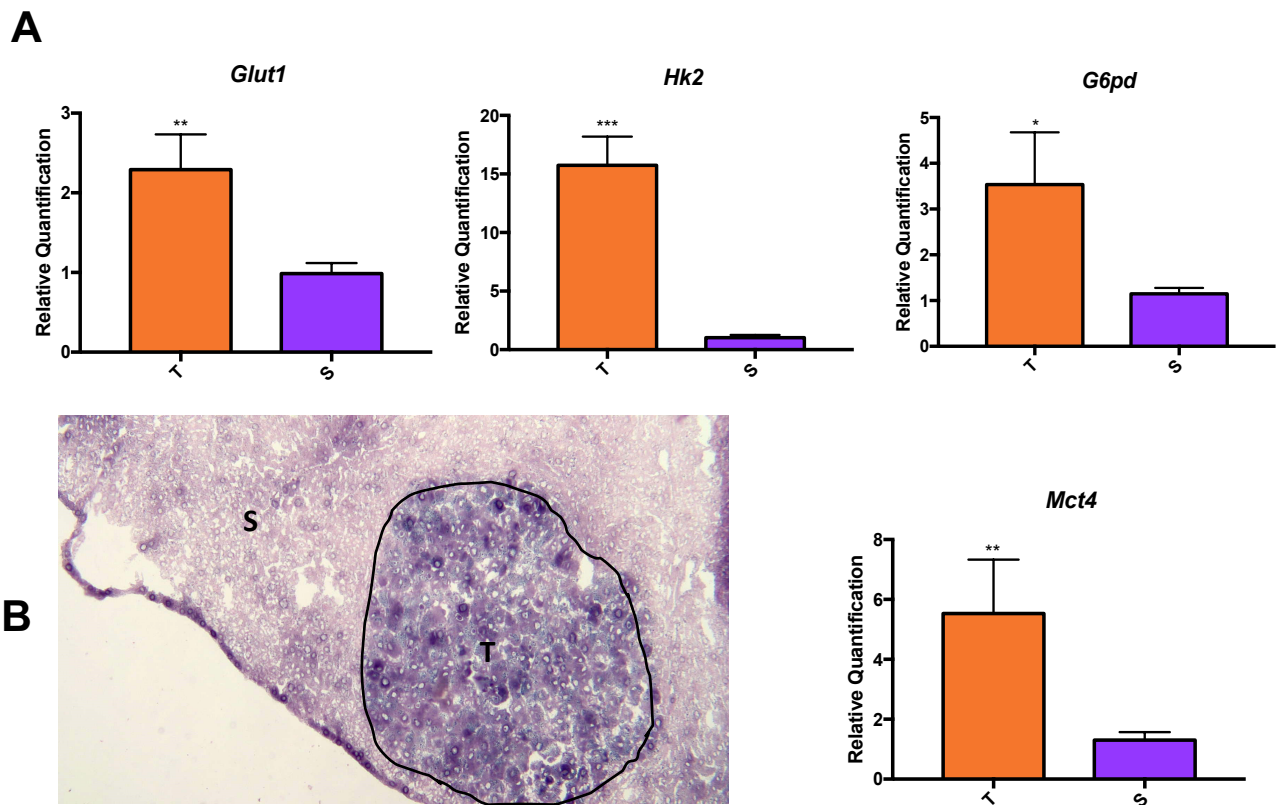 A
Glut1
Relative Quantification
3
2
1
0
**
T
S
Hk2
Relative Quantification
20
15
10
5
0
***
T
S
G6pd
Relative Quantification
5
4
3
2
1
0
*
T
S
B
S
T
Mct4
Relative Quantification
8
6
4
2
0
**
T
S